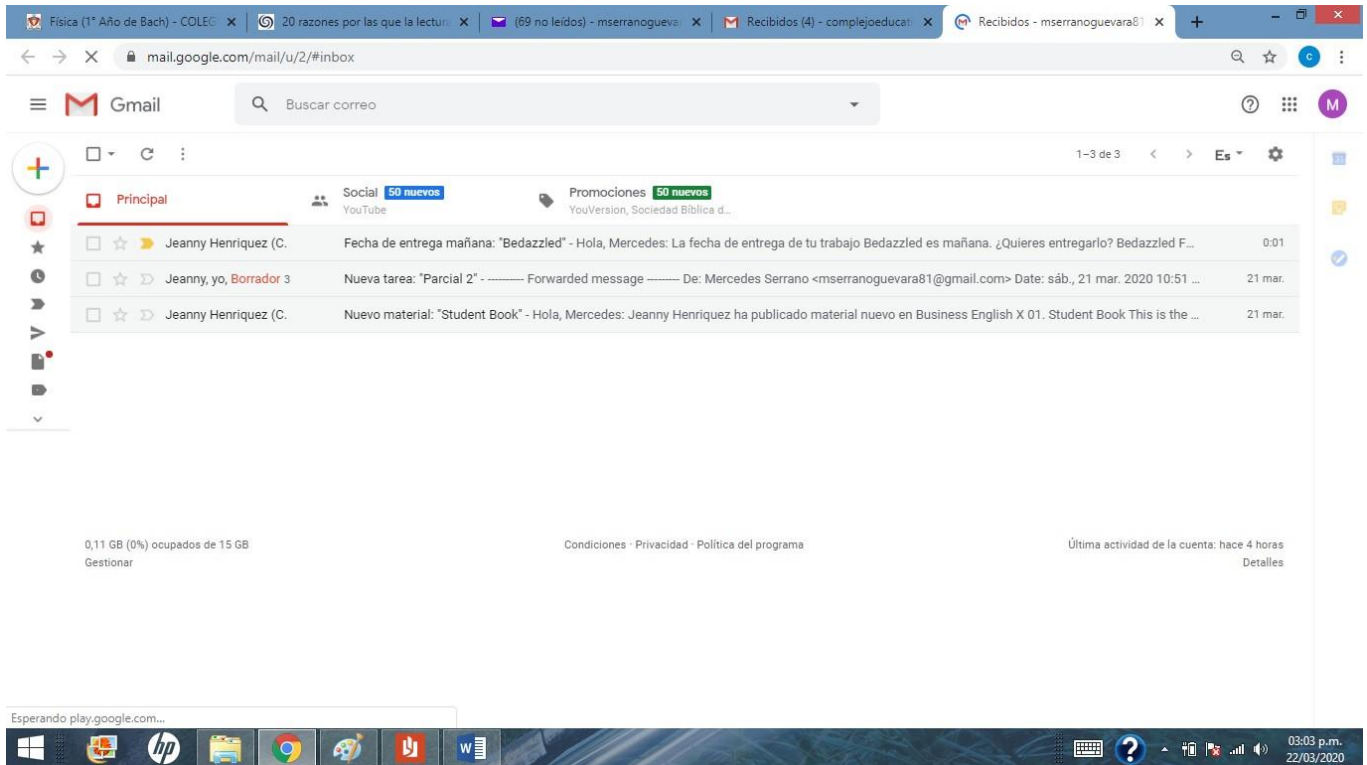 Física (1° Año de Bach) - COLEG
20 razones por las que la lectur
(69 no leídos) - mserranogueva
Recibidos (4) - complejoeducati
Recibidos - mserranoguevara81
mail.google.com/mail/u/2/#inbox
c
Gmail
Buscar correo
M
1–3 de 3
Es
Principal
Social 50 nuevos
YouTube
Promociones 50 nuevos
YouVersion, Sociedad Bíblica d...
Jeanny Henriquez (C. Fecha de entrega mañana: "Bedazzled" - Hola, Mercedes: La fecha de entrega de tu trabajo Bedazzled es mañana. ¿Quieres entregarlo? Bedazzled F... 0:01
Jeanny, yo, Borrador 3 Nueva tarea: "Parcial 2" - ---------- Forwarded message --------- De: Mercedes Serrano <mserranoguevara81@gmail.com> Date: sáb., 21 mar. 2020 10:51 ... 21 mar.
Jeanny Henriquez (C. Nuevo material: "Student Book" - Hola, Mercedes: Jeanny Henriquez ha publicado material nuevo en Business English X 01. Student Book This is the ... 21 mar.
0,11 GB (0%) ocupados de 15 GB
Gestionar
Condiciones · Privacidad · Política del programa
Última actividad de la cuenta: hace 4 horas
Detalles
Esperando play.google.com...
hp
03:03 p.m.
22/03/2020